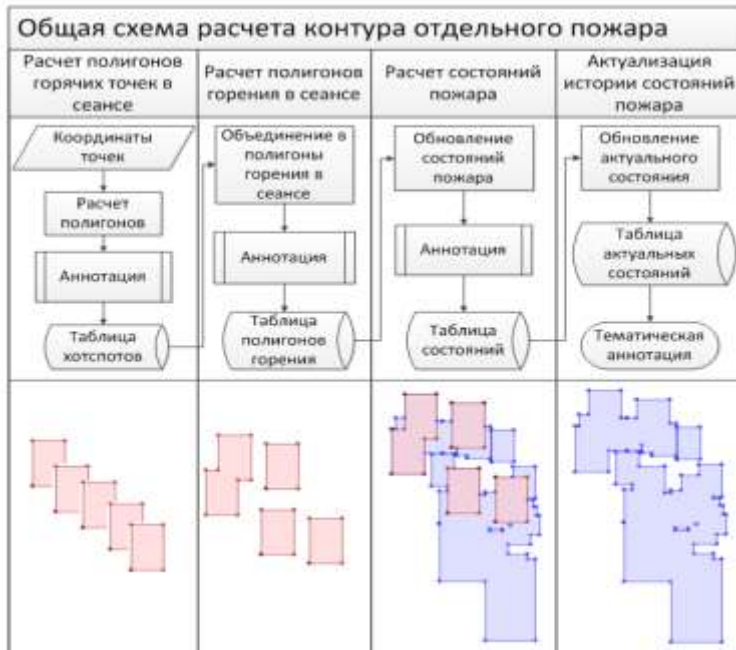 Общая схема расчета контура отдельного пожара
Расчет полигонов
горячих точек в
сеансе
Расчет полигонов
горения в сеансе
Расчет состояний
пожара
Актуализация
истории состояний
пожара
Координаты
точек
Расчет
полигонов
Аннотация
Таблица
хотспотов
Объединение в
полигоны
горения в
сеансе
Аннотация
Таблица
полигонов
горения
Обновление
состояний
пожара
Аннотация
Таблица
состояний
Обновление
актуального
состояния
Таблица
актуальных
состояний
Тематическая
аннотация